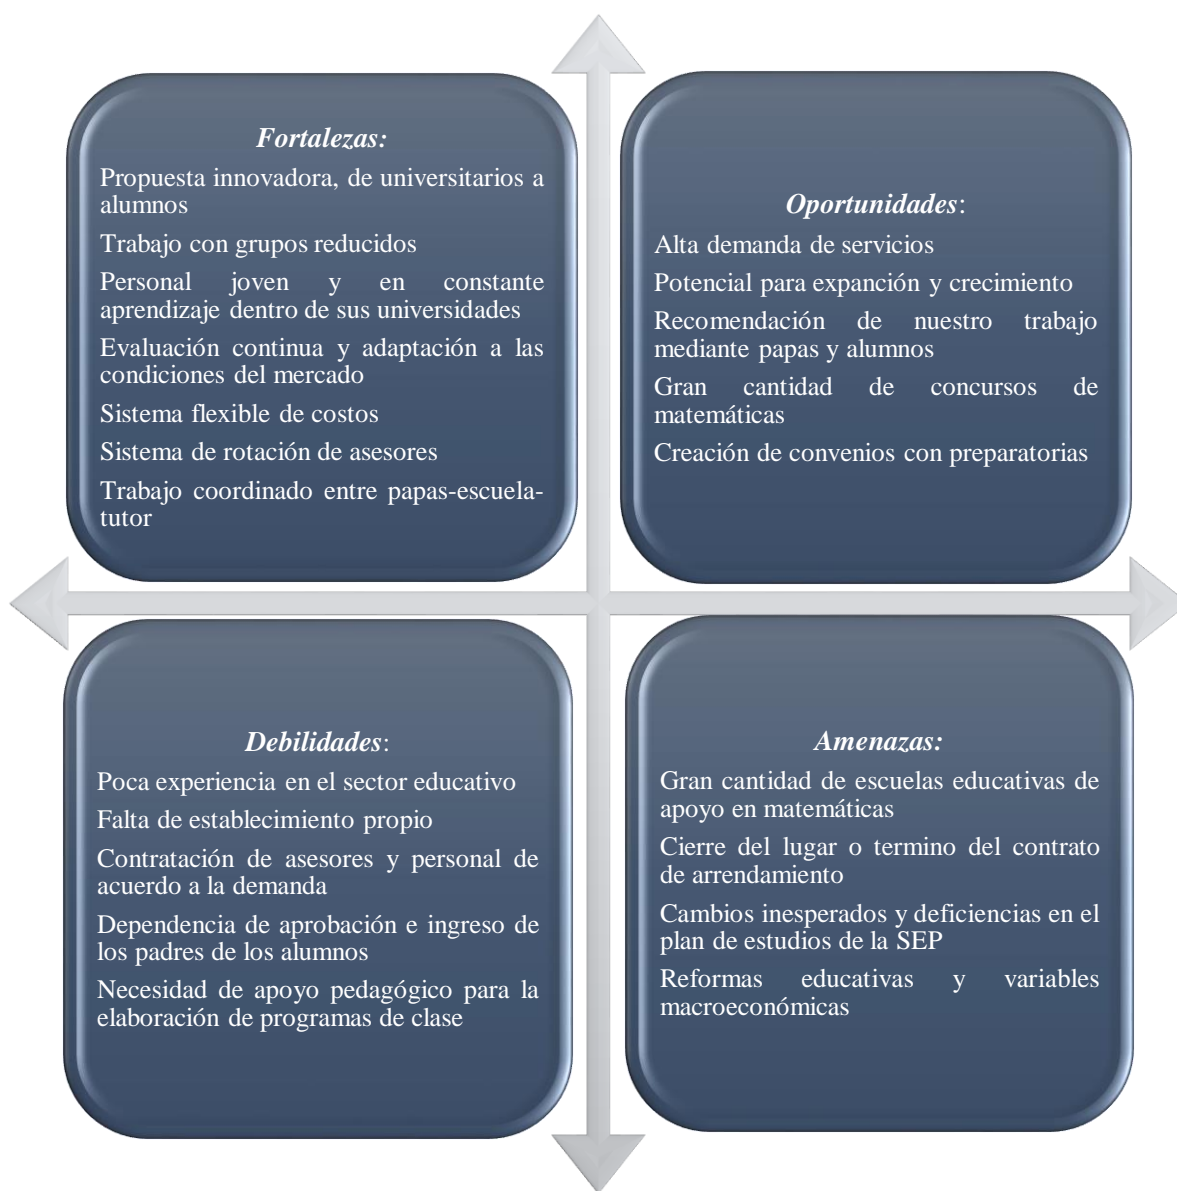 Fortalezas:
Propuesta innovadora, de universitarios a
alumnos
Trabajo con grupos reducidos
Personal joven y en constante
aprendizaje dentro de sus universidades
Evaluación continua y adaptación a las
condiciones del mercado
Sistema flexible de costos
Sistema de rotación de asesores
Trabajo coordinado entre papas-escuela-
tutor
Oportunidades:
Alta demanda de servicios
Potencial para expanción y crecimiento
Recomendación de nuestro trabajo
mediante papas y alumnos
Gran cantidad de concursos de
matemáticas
Creación de convenios con preparatorias
Debilidades:
Poca experiencia en el sector educativo
Falta de establecimiento propio
Contratación de asesores y personal de
acuerdo a la demanda
Dependencia de aprobación e ingreso de
los padres de los alumnos
Necesidad de apoyo pedagógico para la
elaboración de programas de clase
Amenazas:
Gran cantidad de escuelas educativas de
apoyo en matemáticas
Cierre del lugar o termino del contrato
de arrendamiento
Cambios inesperados y deficiencias en el
plan de estudios de la SEP
Reformas educativas y variables
macroeconómicas